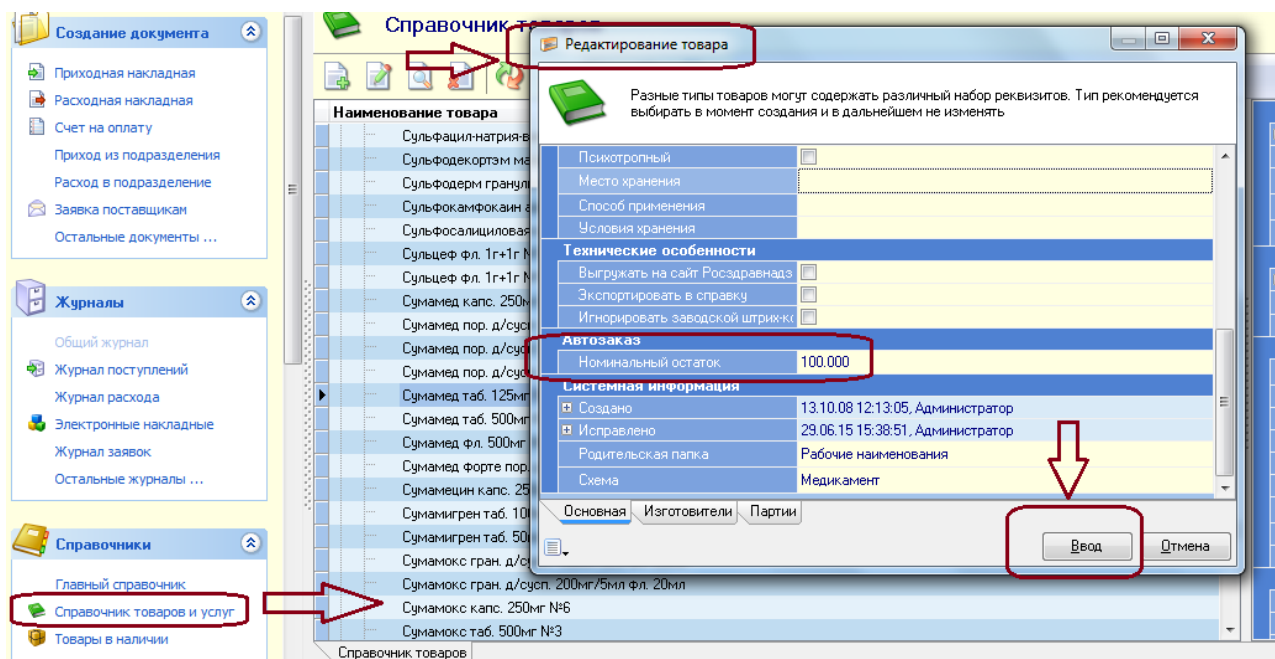 Создание документа
Приходная накладная
Расходная накладная
Счет на оплату
Приход из подразделения
Расход в подразделение
Заявка поставщикам
Остальные документы ...
Журналы
Общий журнал
Журнал поступлений
Журнал расхода
Электронные накладные
Журнал заявок
Остальные журналы ...
Справочники
Главный справочник
Справочник товаров и услуг
Товары в наличии
Справочник товаров
Наименование товара
Сульфацил-натрия-в
Сульфодекортэм ма
Сульфодерм гранул
Сульфокамфокаин а
Сульфосалициловая
Сульцеф фл. 1г+1г N
Сульцеф фл. 1г+1г N
Сумамед капс. 250м
Сумамед пор. д/сус
Сумамед пор. д/сус
Сумамед пор. д/сус
Сумамед таб. 125мг
Сумамед таб. 500мг
Сумамед фл. 500мг
Сумамед форте пор.
Сумамецин капс. 25
Сумамигрен таб. 10
Сумамигрен таб. 50
Сумамокс гран. д/с
Сумамокс гран. д/сусп. 200мг/5мл фл. 20мл
Сумамокс капс. 250мг №6
Сумамокс таб. 500мг №3
Справочник товаров
Редактирование товара
Разные типы товаров могут содержать различный набор реквизитов. Тип рекомендуется
выбирать в момент создания и в дальнейшем не изменять
Психотропный
Место хранения
Способ применения
Условия хранения
Технические особенности
Выгружать на сайт Росздравнадз
Экспортировать в справку
Игнорировать заводской штрих-ко
Автозаказ
Номинальный остаток 100.000
Системная информация
Создано 13.10.08 12:13:05, Администратор
Исправлено 29.06.15 15:38:51, Администратор
Родительская папка Рабочие наименования
Схема Медикамент
Основная Изготовители Партии
Ввод Отмена